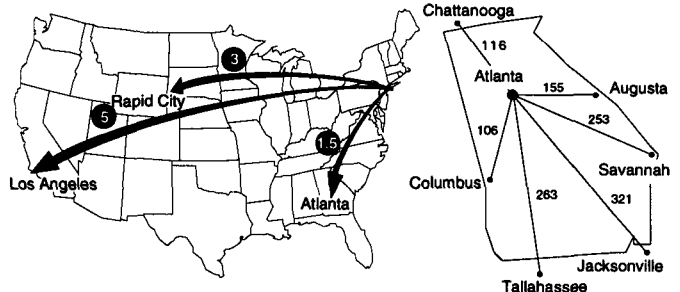 3
Rapid City
5
1.5
Los Angeles
Atlanta
Chattanooga
116
Atlanta
155
Augusta
106
253
Savannah
Columbus
263
321
Jacksonville
Tallahassee